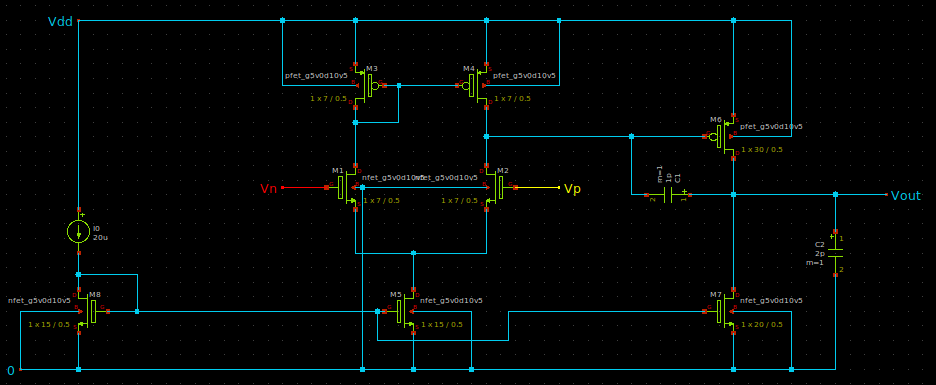 Vdd
M3
M4
pfet_g5v0d10v5
pfet_g5v0d10v5
1 x 7 / 0.5
1 x 7 / 0.5
M6
pfet_g5v0d10v5
1 x 30 / 0.5
M1
nfet_g5v0d10v5
M2
nfet_g5v0d10v5
m=1
1p
C1
2
1
+
Vn
Vp
1 x 7 / 0.5
1 x 7 / 0.5
Vout
+
I0
20u
+
1
C2
2p
m=1
2
M8
nfet_g5v0d10v5
1 x 15 / 0.5
M5
nfet_g5v0d10v5
1 x 15 / 0.5
M7
nfet_g5v0d10v5
1 x 20 / 0.5
0